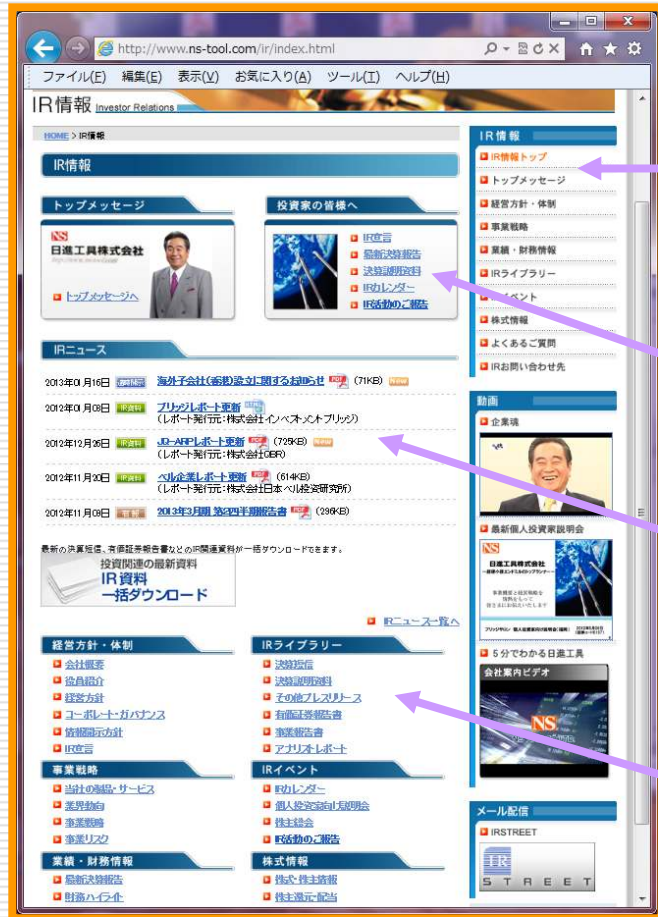 http://www.ns-tool.com/ir/index.html
ファイル(F) 編集(E) 表示(V) お気に入り(A) ツール(T) ヘルプ(H)
IR情報 Investor Relations
HOME > IR情報
IR情報
トップメッセージ
NS
日進工具株式会社
トップメッセージへ
投資家の皆様へ
IR宣言
最新決算報告
決算説明資料
IRカレンダー
IR活動のご報告
IRニュース
2013年01月16日 適時開示 海外子会社(香港)設立に関するお知らせ PDF (71KB) New
2012年01月08日 IR資料 ブリッジレポート更新
(レポート発行元:株式会社インベストメントブリッジ)
2012年12月26日 IR資料 JQ-ARPレポート更新 PDF (725KB) New
(レポート発行元:株式会社QBR)
2012年11月20日 IR資料 ベル企業レポート更新 PDF (614KB)
(レポート発行元:株式会社日本ベル投資研究所)
2012年11月08日 2013年3月期 第2四半期報告書 PDF (296KB)
最新の決算短信、有価証券報告書などのIR関連資料が一括ダウンロードできます。
投資関連の最新資料
IR資料
一括ダウンロード
IRニュース一覧へ
経営方針・体制
会社概要
役員紹介
経営方針
コーポレート・ガバナンス
情報開示方針
IR宣言
事業戦略
当社の製品・サービス
業界動向
事業戦略
事業リスク
業績・財務情報
最新決算報告
財務ハイライト
IRライブラリー
決算短信
決算説明資料
その他プレスリリース
有価証券報告書
事業報告書
アナリストレポート
IRイベント
IRカレンダー
個人投資家向け説明会
株主総会
IR活動のご報告
株式情報
株式・株主情報
株主還元・配当
IR情報
IR情報トップ
トップメッセージ
経営方針・体制
事業戦略
業績・財務情報
IRライブラリー
イベント
株式情報
よくあるご質問
IRお問い合わせ先
動画
企業魂
最新個人投資家説明会
NS
日進工具株式会社
5分でわかる日進工具
会社案内ビデオ
NS
メール配信
IRSTREET
IR
STREET